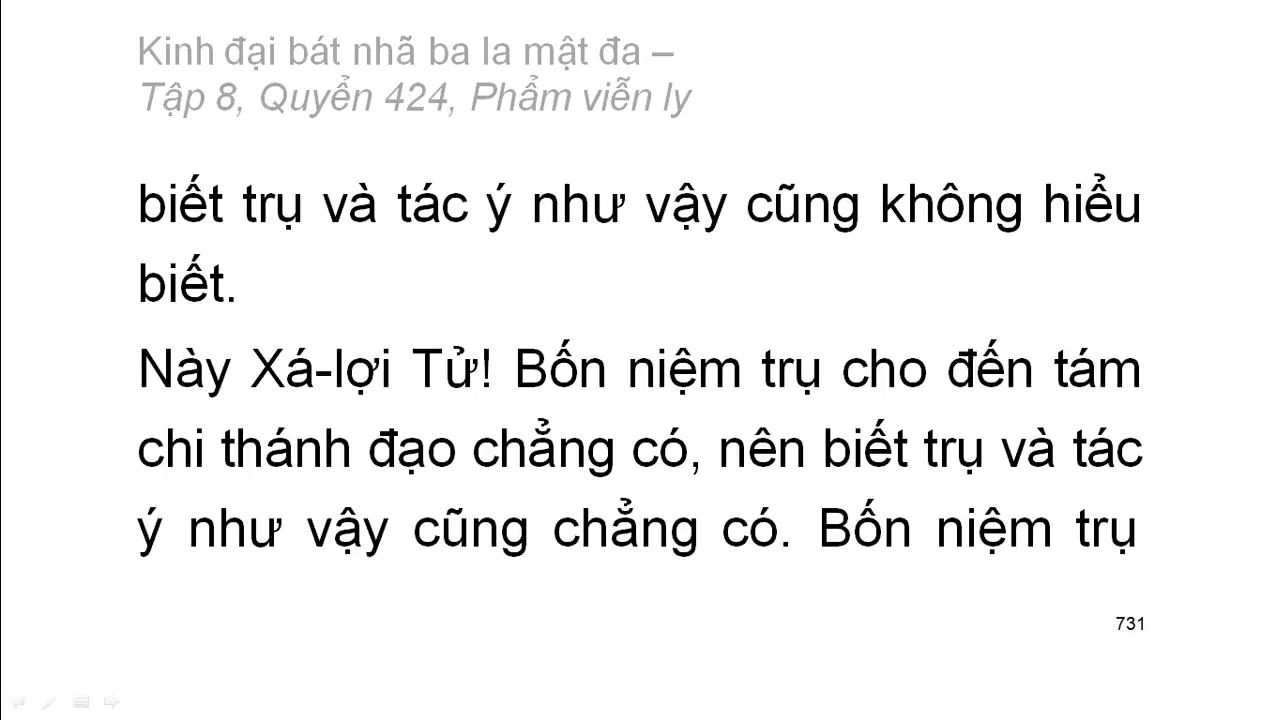 Kinh đại bát nhã ba la mật đa –
Tập 8, Quyển 424, Phẩm viễn ly
biết trụ và tác ý như vậy cũng không hiểu
biết.
Này Xá-lợi Tử! Bốn niệm trụ cho đến tám
chi thánh đạo chẳng có, nên biết trụ và tác
ý như vậy cũng chẳng có. Bốn niệm trụ
731